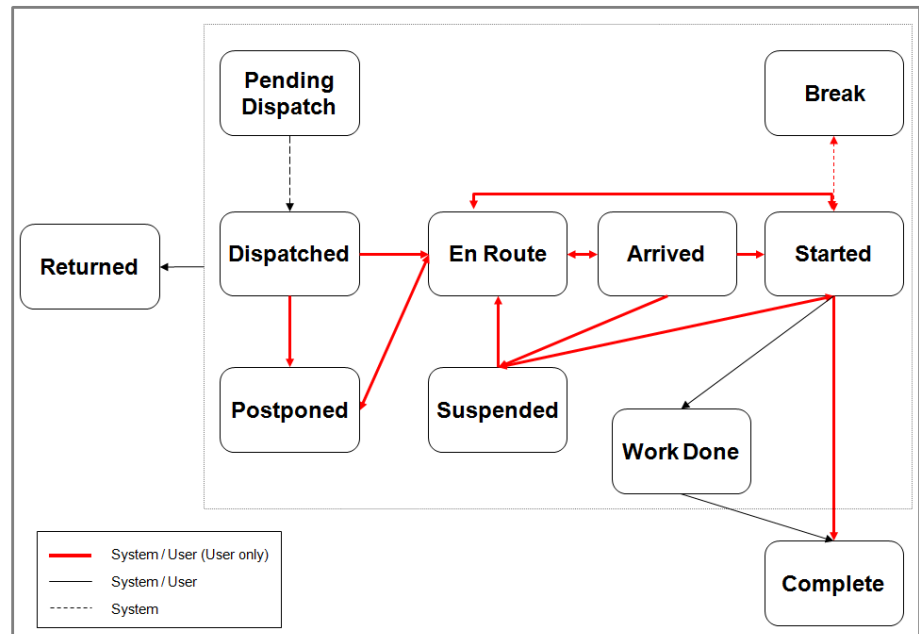 Pending
Dispatch
Break
Returned
Dispatched
En Route
Arrived
Started
Postponed
Suspended
Work Done
Complete
System / User (User only)
System / User
System